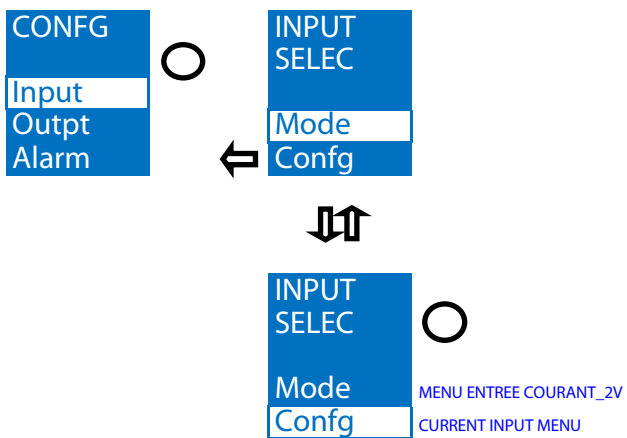 CONFG
Input
Outpt
Alarm
INPUT
SELEC
Mode
Confg
INPUT
SELEC
Mode
Confg
MENU ENTREE COURANT_2V
CURRENT INPUT MENU